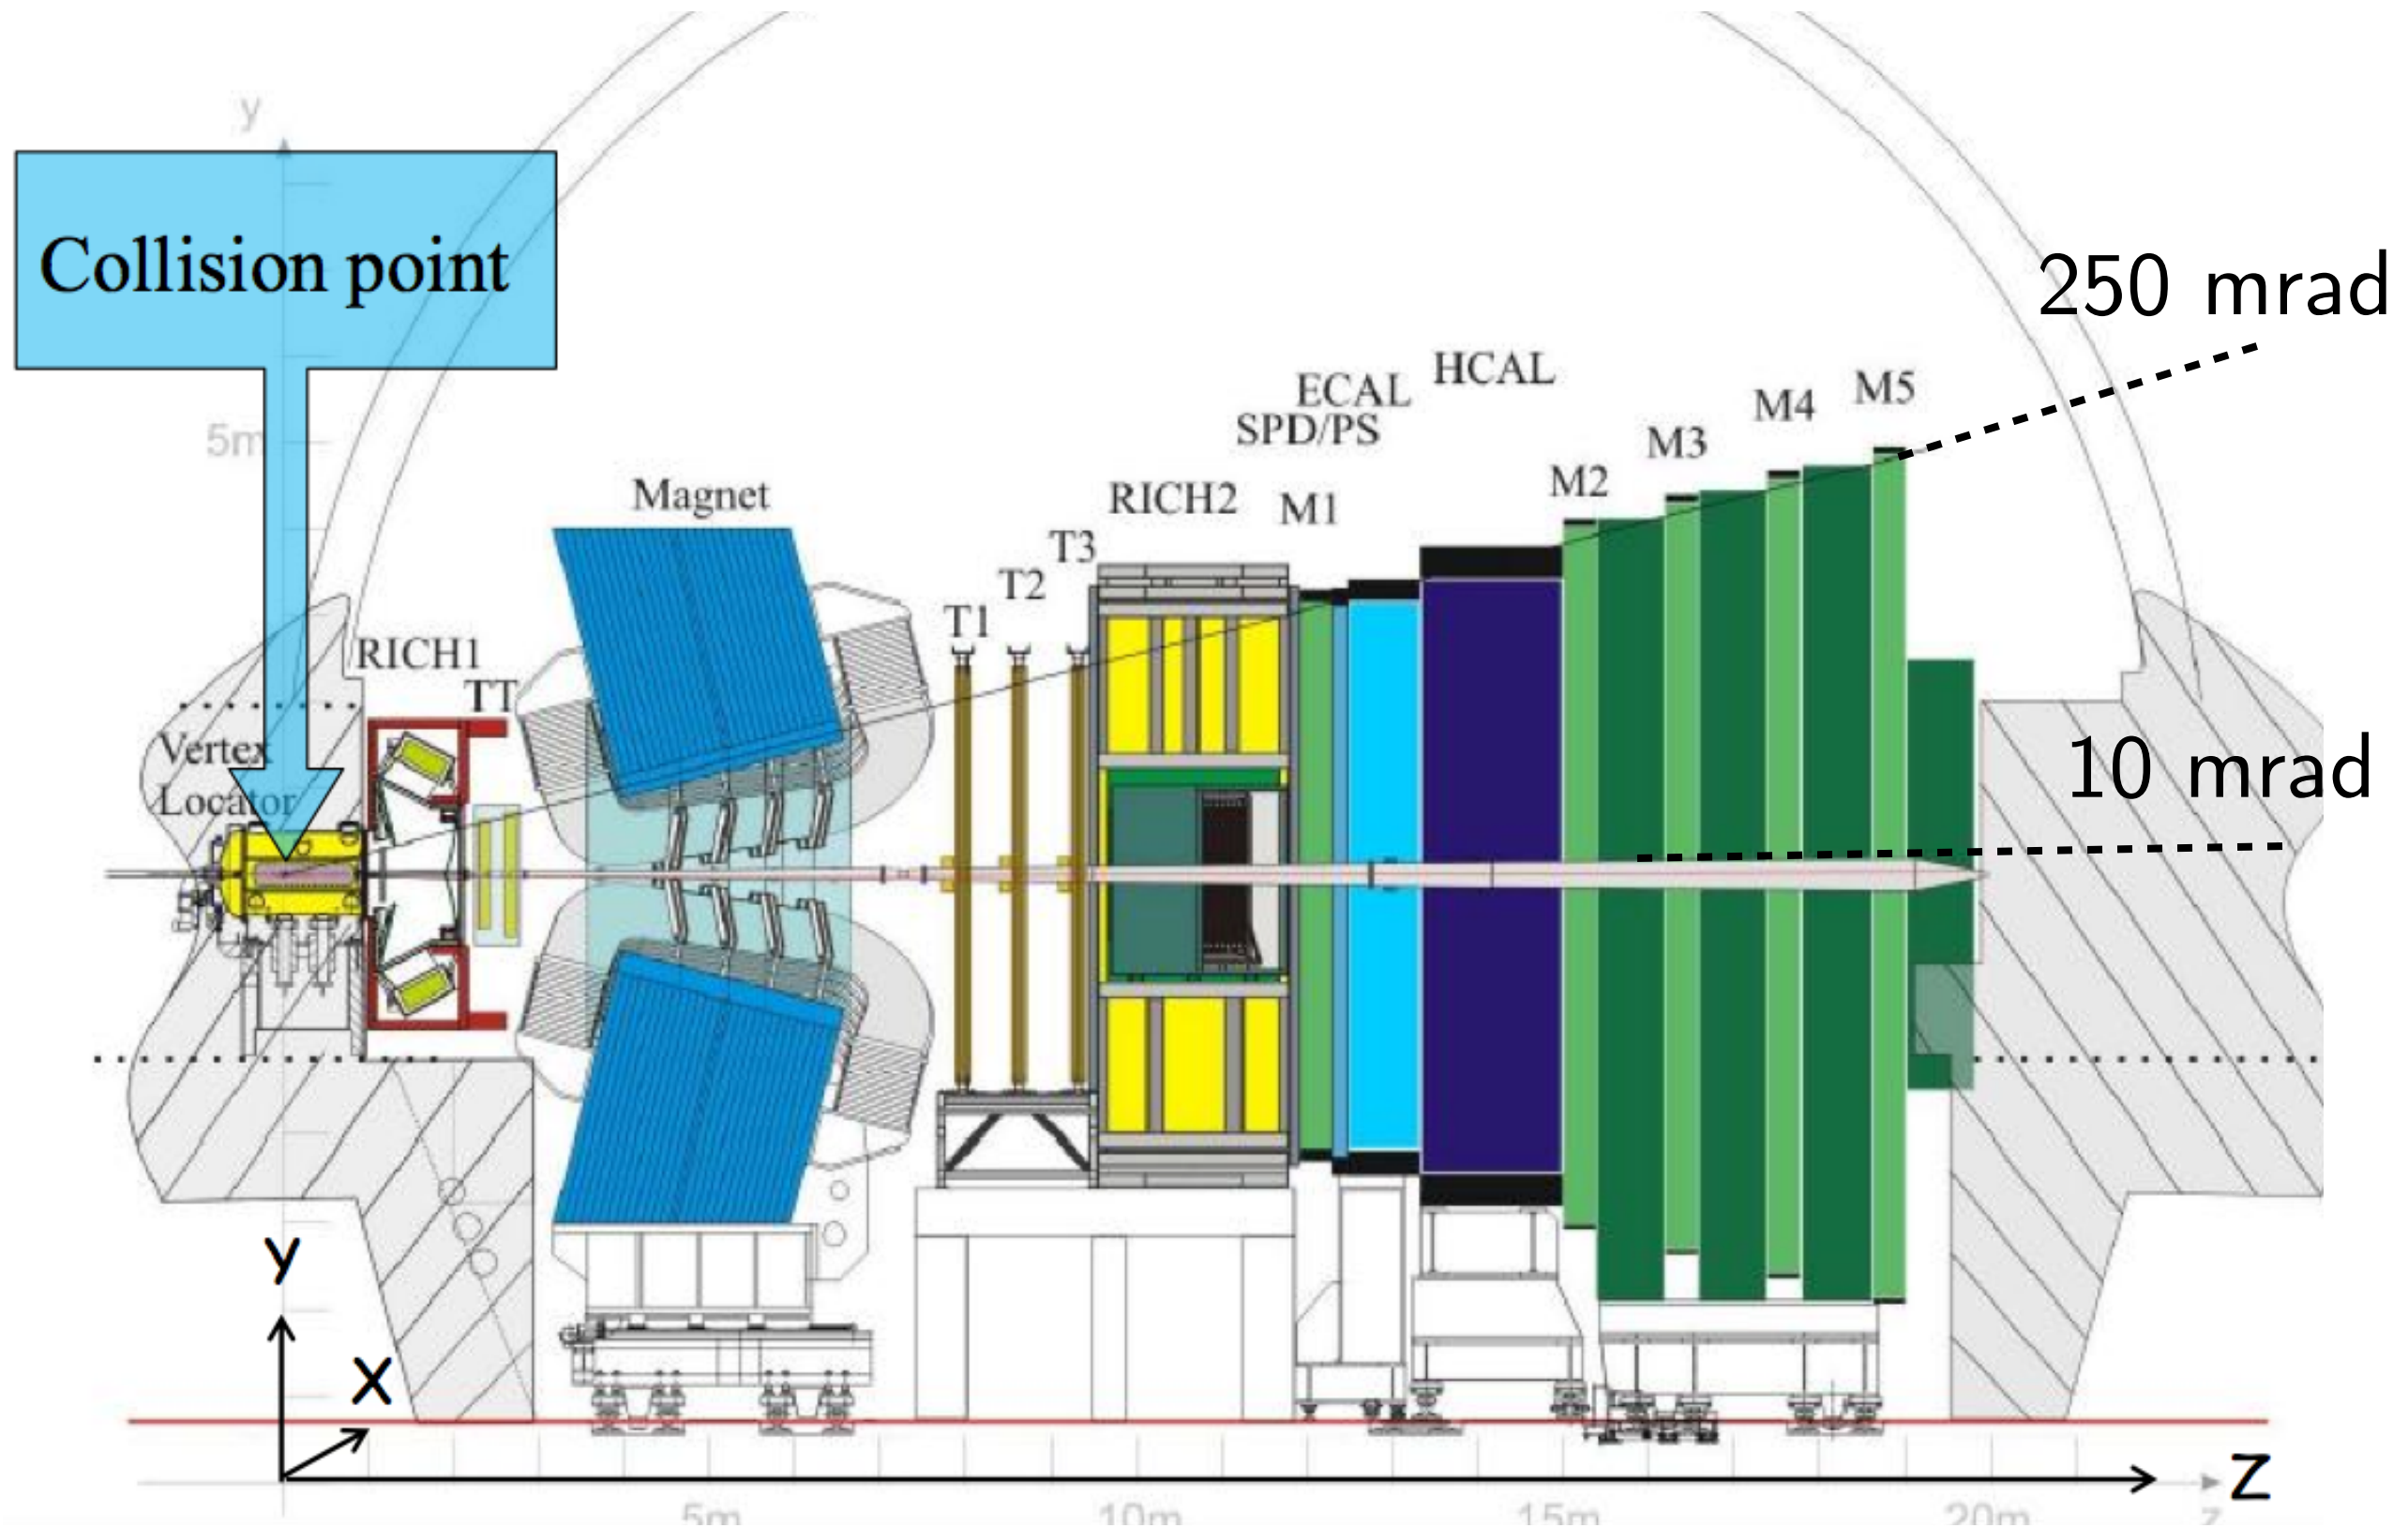 y
Collision point
250 mrad
HCAL
ECAL
M5
M4
SPD/PS
5m
M3
M2
Magnet
RICH2
M1
T3
T2
T1
RICH1
TT
Vertex
Locator
10 mrad
y
x
z
5m
10m
15m
20m
z